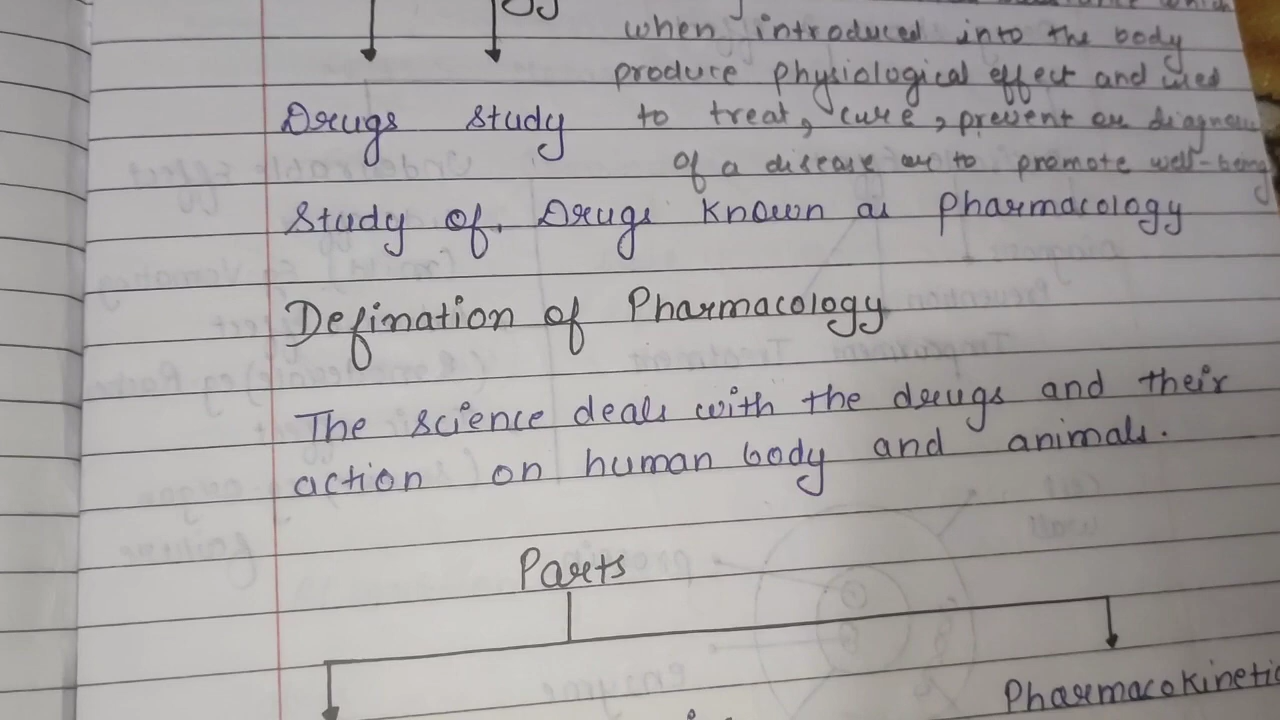 which
when introduced into the body
produce physiological effect and used
Drugs study to treat, cure, prevent or
of a disease or to promote well-being
Study of. Drugs known as Pharmacology
Defination of Pharmacology
The science deals with the drugs and their
action on human body and animals.
Parts
Pharmacokinetic